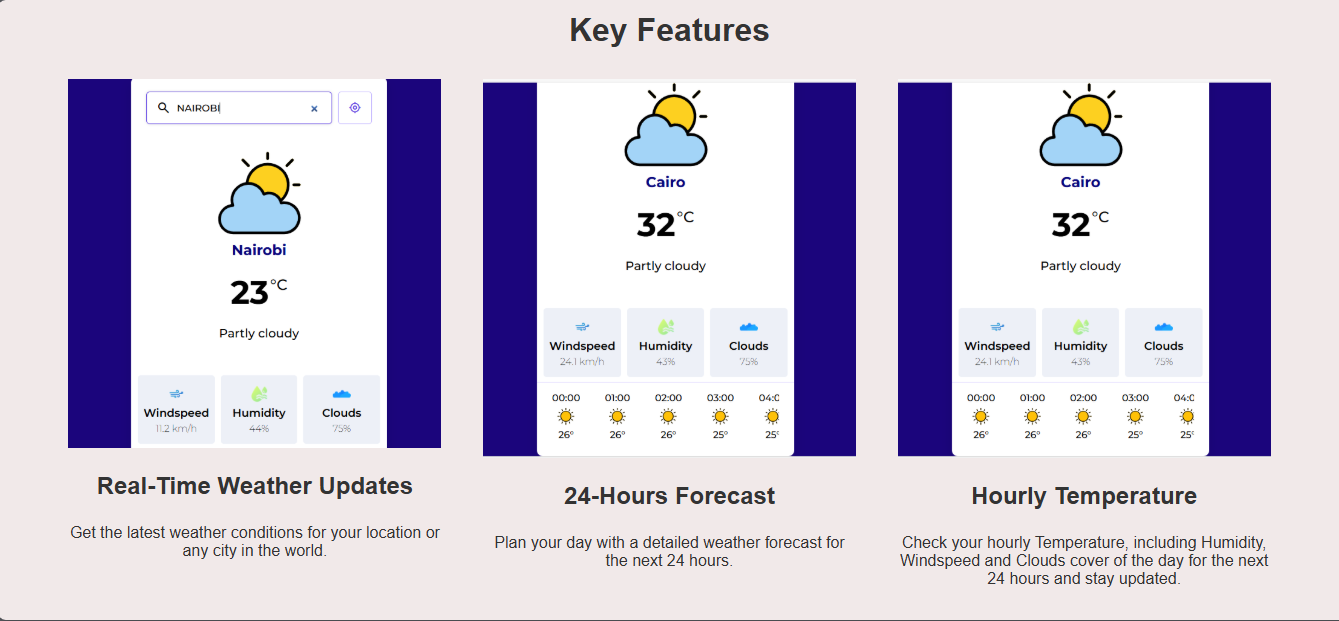 Key Features
NAIROBI
Nairobi
23°C
Partly cloudy
Windspeed Humidity Clouds
11.2 km/h 44% 75%
Real-Time Weather Updates
Get the latest weather conditions for your location or
any city in the world.
Cairo
32°C
Partly cloudy
Windspeed Humidity Clouds
24.1 km/h 43% 75%
00:00 01:00 02:00 03:00 04:0
26° 26° 26° 25° 25°
24-Hours Forecast
Plan your day with a detailed weather forecast for
the next 24 hours.
Cairo
32°C
Partly cloudy
Windspeed Humidity Clouds
24.1 km/h 43% 75%
00:00 01:00 02:00 03:00 04:0
26° 26° 26° 25° 25°
Hourly Temperature
Check your hourly Temperature, including Humidity,
Windspeed and Clouds cover of the day for the next
24 hours and stay updated.